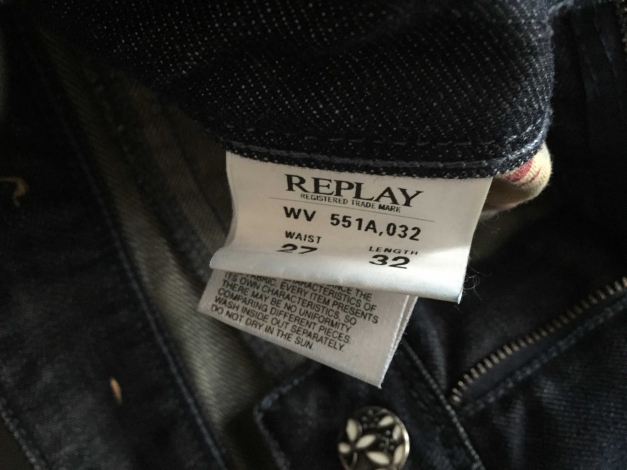 REPLAY
REGISTERED TRADE MARK
WV 551A,032
WAIST LENGTH
27 32
CHARACTERISTICS OF THE
FABRIC. EVERY ITEM PRESENTS
ITS OWN CHARACTERISTICS, SO
THERE MAY BE NO UNIFORMITY
COMPARING DIFFERENT PIECES
WASH INSIDE OUT SEPARATELY
DO NOT DRY IN THE SUN